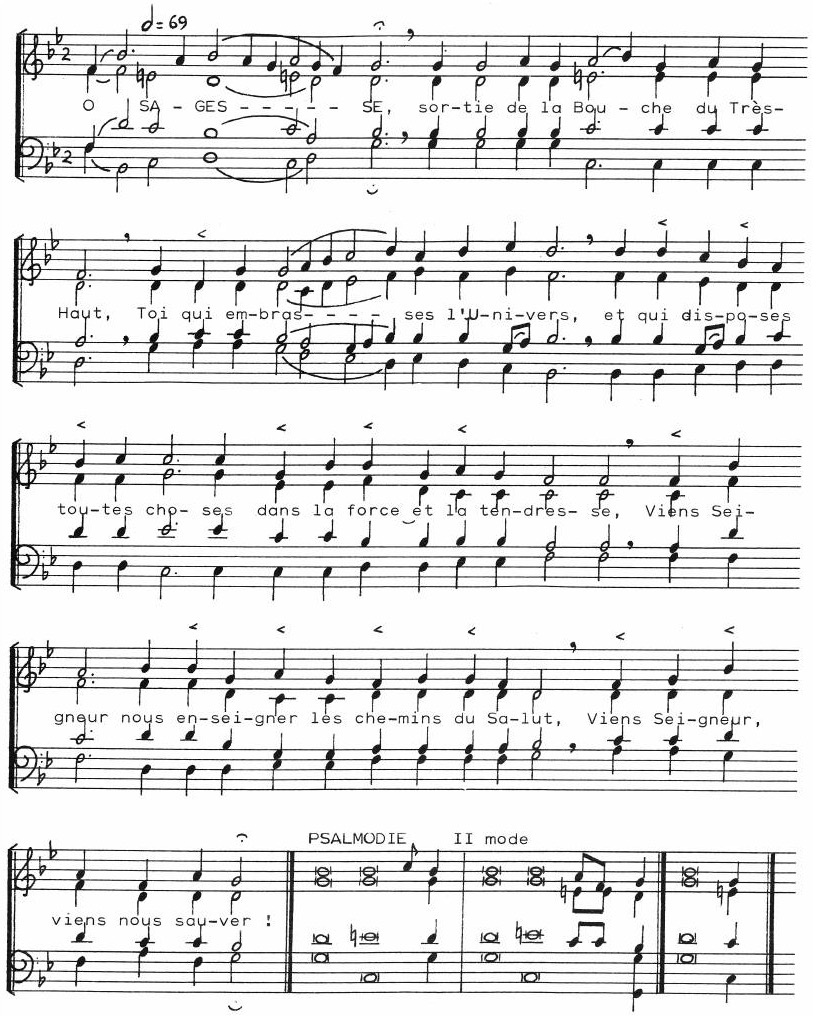 𝅗𝅥 = 69
O SA-GES - - - - - SE, sor-tie de la Bou - che du Très-
Haut, Toi qui em-bras- - - - - ses l'U-ni-vers, et qui dis-po-ses
tou-tes cho- ses dans la force et la ten-dres- se, Viens Sei-
gneur nous en-sei-gner les che-mins du Sa-lut, Viens Sei-gneur,
PSALMODIE II mode
viens nous sau-ver !